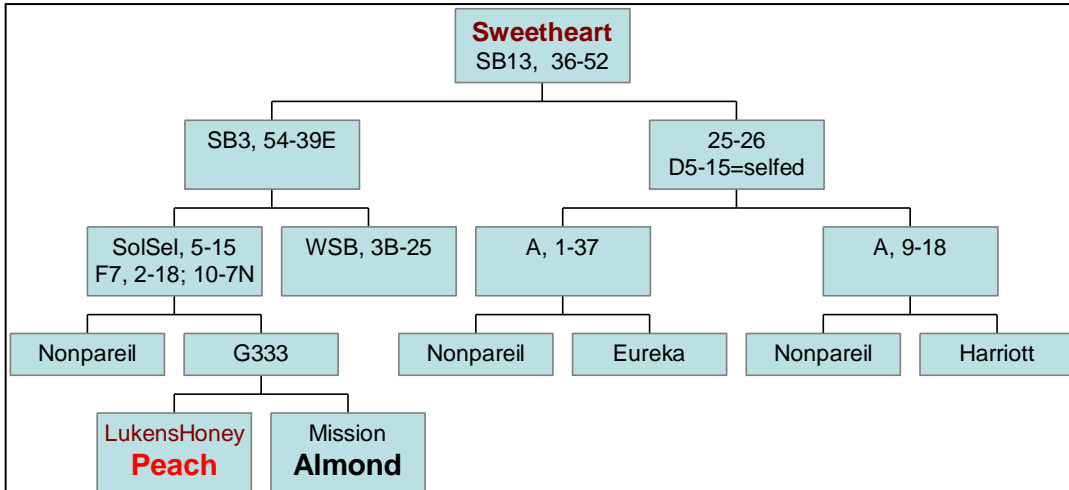 Sweetheart
SB13, 36-52
SB3, 54-39E
25-26
D5-15=selfed
SolSel, 5-15
F7, 2-18; 10-7N
WSB, 3B-25
A, 1-37
A, 9-18
Nonpareil
G333
Nonpareil
Eureka
Nonpareil
Harriott
LukensHoney
Peach
Mission
Almond